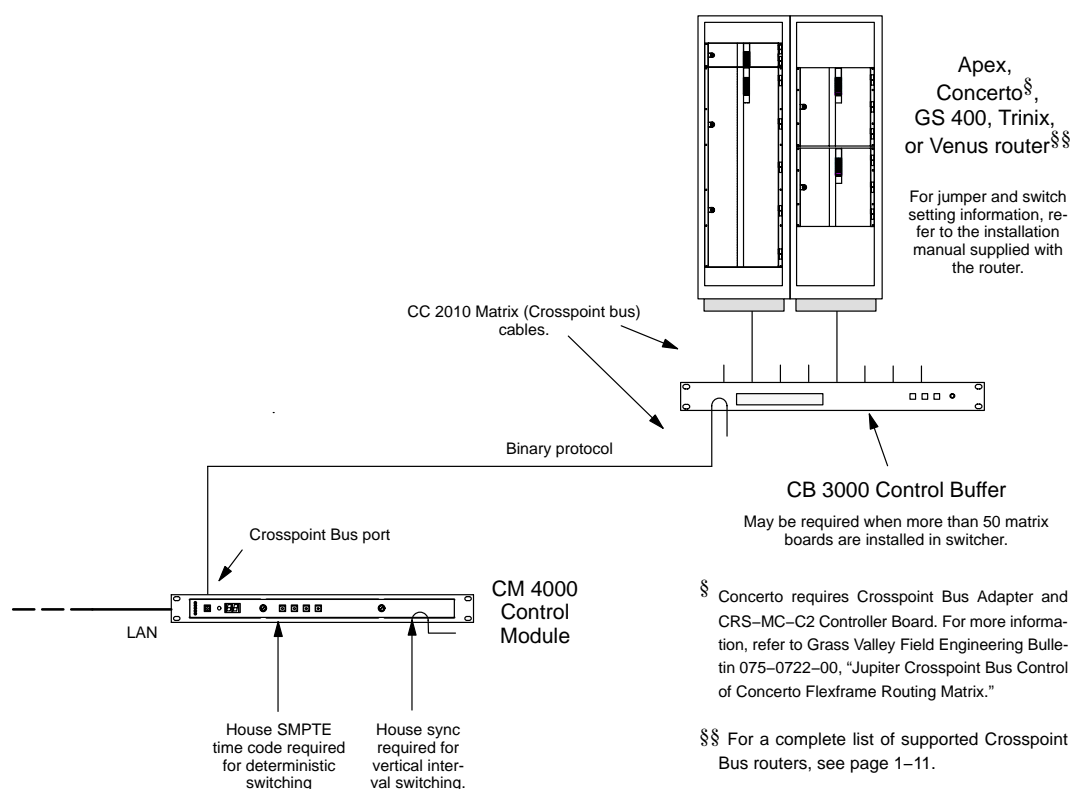 Apex,
Concerto§,
GS 400, Trinix,
or Venus router§§
For jumper and switch
setting information, re-
fer to the installation
manual supplied with
the router.
CC 2010 Matrix (Crosspoint bus)
cables.
Binary protocol
CB 3000 Control Buffer
May be required when more than 50 matrix
boards are installed in switcher.
Crosspoint Bus port
CM 4000
Control
Module
LAN
House SMPTE
time code required
for deterministic
switching
House sync
required for
vertical inter-
val switching.
§ Concerto requires Crosspoint Bus Adapter and
CRS–MC–C2 Controller Board. For more informa-
tion, refer to Grass Valley Field Engineering Bulle-
tin 075–0722–00, “Jupiter Crosspoint Bus Control
of Concerto Flexframe Routing Matrix.”
§§ For a complete list of supported Crosspoint
Bus routers, see page 1–11.